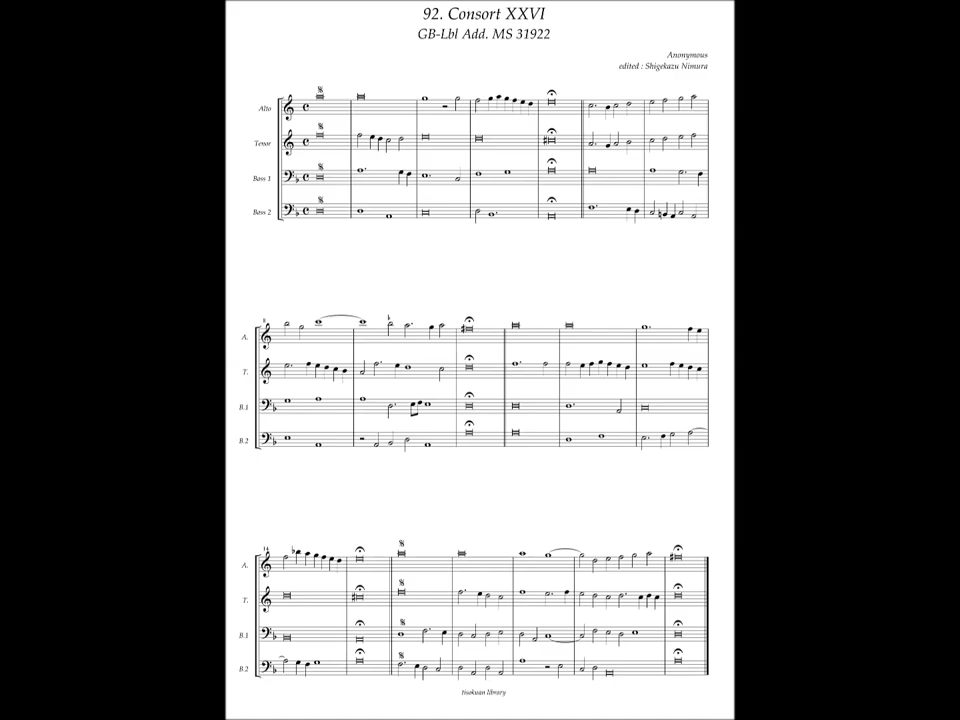 92. Consort XXVI
GB-Lbl Add. MS 31922
Anonymous
edited : Shigekazu Nimura
Alto
Tenor
Bass 1
Bass 2
8
A.
T.
B.1
B.2
14
A.
T.
B.1
B.2
tisokuan library